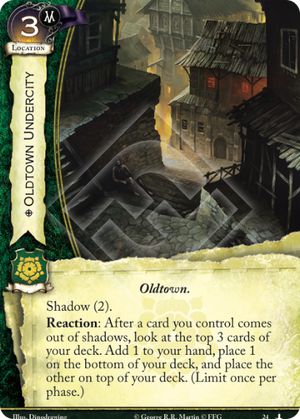 3
LOCATION
OLDTOWN UNDERCITY
Oldtown.
Shadow (2).
Reaction: After a card you control comes
out of shadows, look at the top 3 cards of
your deck. Add 1 to your hand, place 1
on the bottom of your deck, and place the
other on top of your deck. (Limit once per
phase.)
Illus. Dinodrawing
© George R.R. Martin © FFG
24